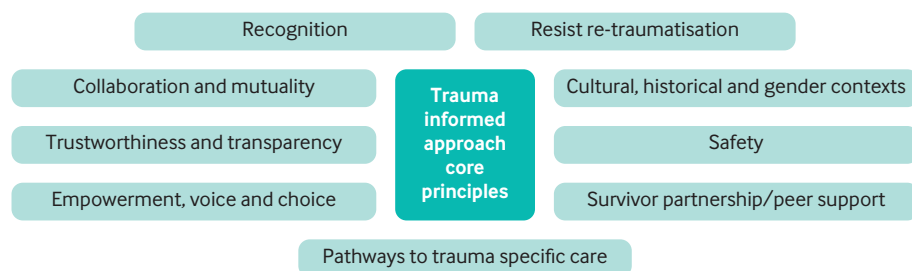 Recognition
Resist re-traumatisation
Collaboration and mutuality
Trauma
informed
approach
core
principles
Cultural, historical and gender contexts
Trustworthiness and transparency
Safety
Empowerment, voice and choice
Survivor partnership/peer support
Pathways to trauma specific care